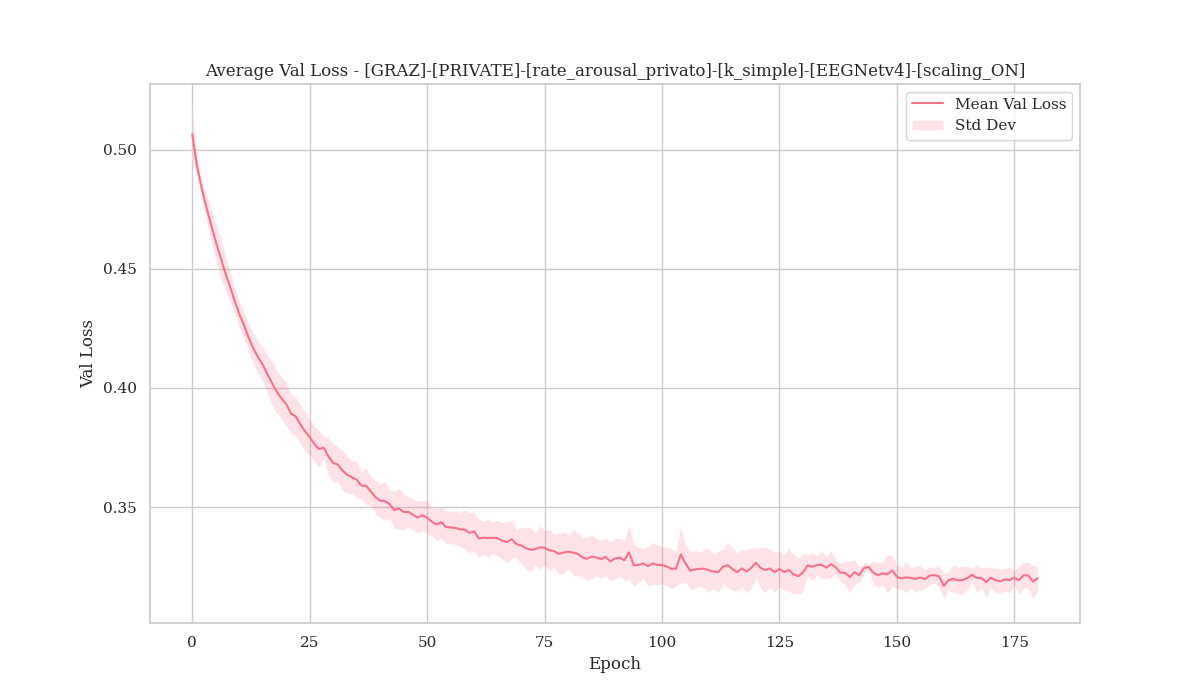 Average Val Loss - [GRAZ]-[PRIVATE]-[rate_arousal_privato]-[k_simple]-[EEGNetv4]-[scaling_ON]
Mean Val Loss
Std Dev
0.50
0.45
0.40
0.35
Val Loss
0 25 50 75 100 125 150 175
Epoch